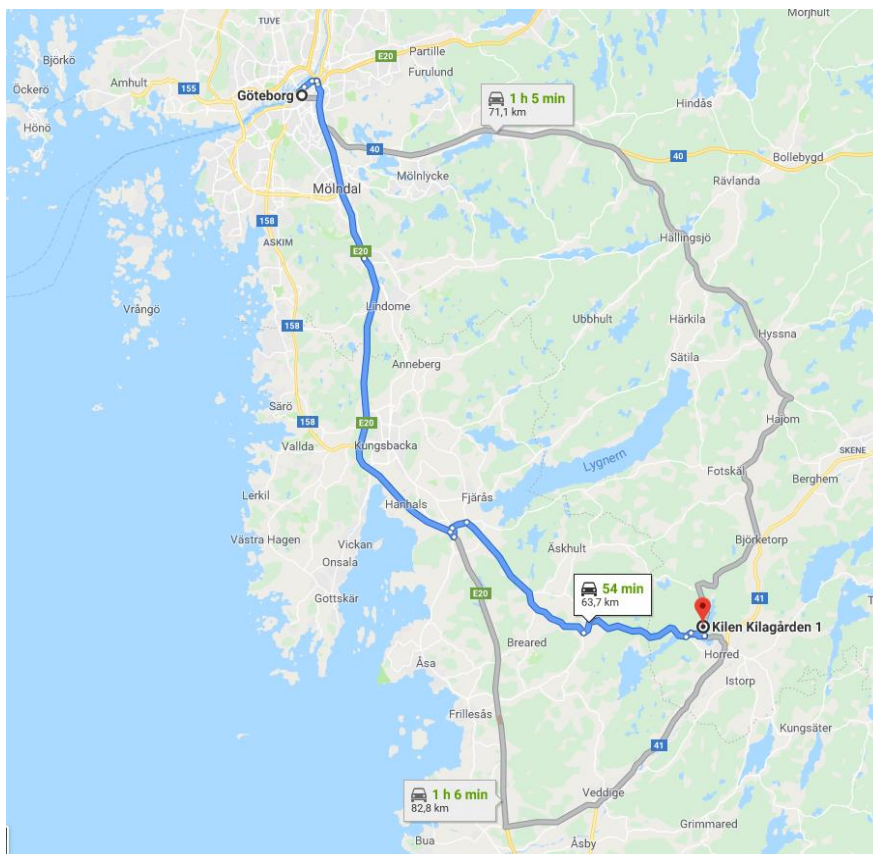 TUVE
Morjhult
Björkö
E20
Partille
Öckerö
Amhult
155
Furulund
Göteborg
1 h 5 min
71,1 km
Hindås
Hönö
40
40
Bollebygd
Mölnlycke
Rävlanda
Mölndal
158
ASKIM
E20
Hällingsjö
Vrångö
Lindome
Ubbhult
Härkila
158
Hyssna
Sätila
Anneberg
Särö
Hajom
158
E20
Vallda
Kungsbacka
SKENE
Lygnern
Fotskäl
Berghem
Lerkil
Hanhals
Fjärås
Västra Hagen
Vickan
Äskhult
Björketorp
Onsala
54 min
63,7 km
41
Gottskär
E20
Kilen Kilagården 1
Breared
Horred
Åsa
Istorp
Frillesås
Kungsäter
41
1 h 6 min
82,8 km
Veddige
Grimmared
Bua
Åsby